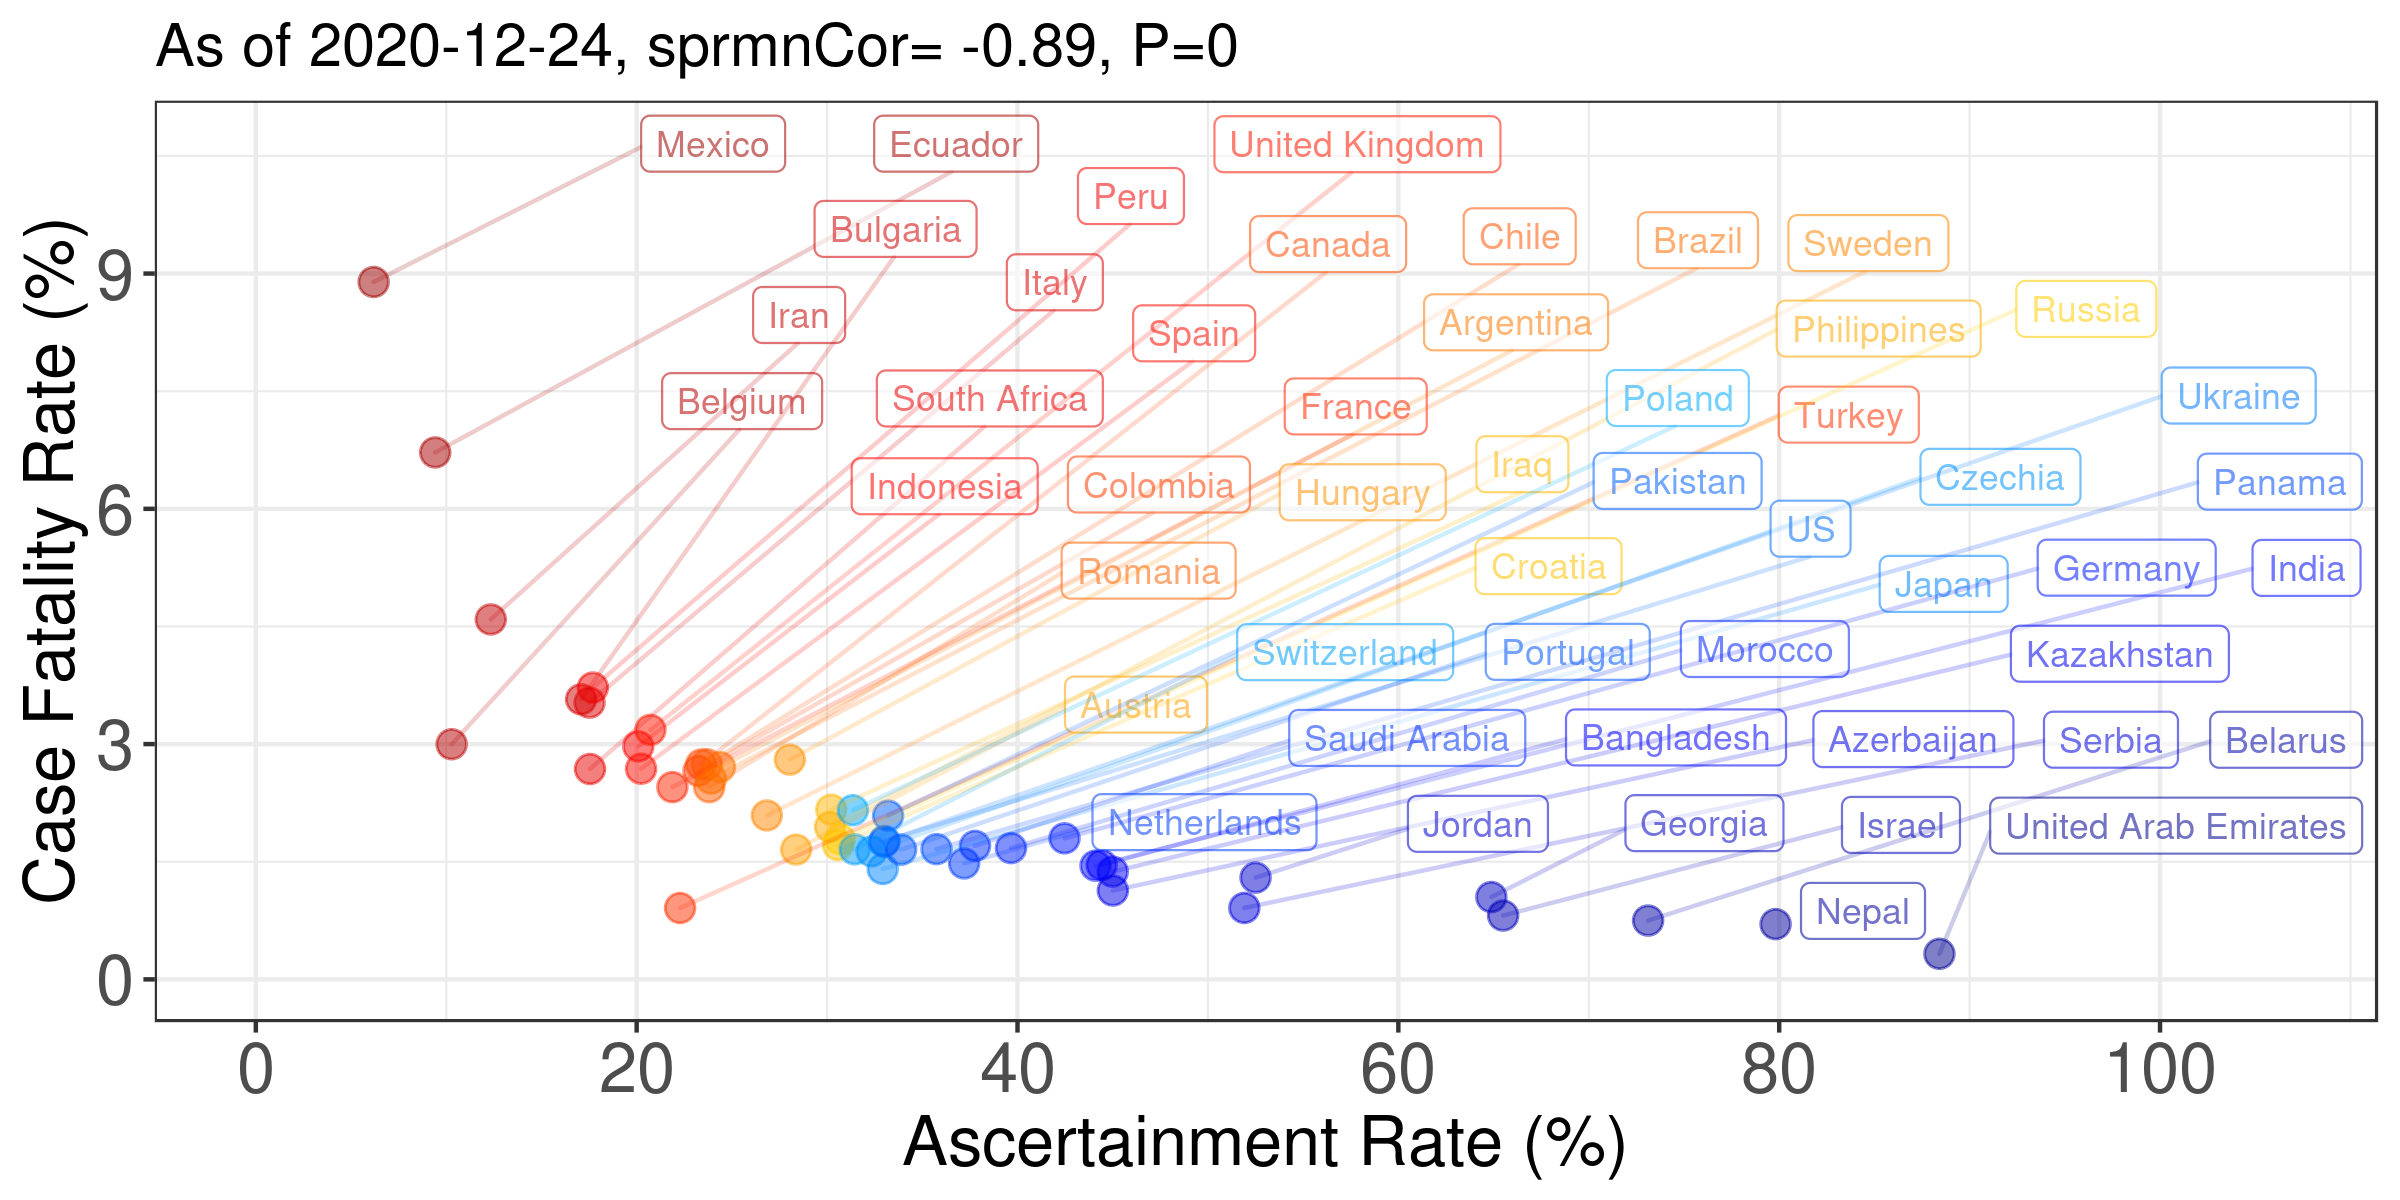 As of 2020-12-24, sprmnCor= -0.89, P=0
Case Fatality Rate (%)
9
6
3
0
Mexico
Ecuador
United Kingdom
Peru
Bulgaria
Canada
Chile
Brazil
Sweden
Italy
Iran
Spain
Argentina
Philippines
Russia
Belgium
South Africa
France
Poland
Turkey
Ukraine
Indonesia
Colombia
Hungary
Iraq
Pakistan
Czechia
Panama
US
Romania
Croatia
Japan
Germany
India
Switzerland
Portugal
Morocco
Kazakhstan
Austria
Saudi Arabia
Bangladesh
Azerbaijan
Serbia
Belarus
Netherlands
Jordan
Georgia
Israel
United Arab Emirates
Nepal
0 20 40 60 80 100
Ascertainment Rate (%)